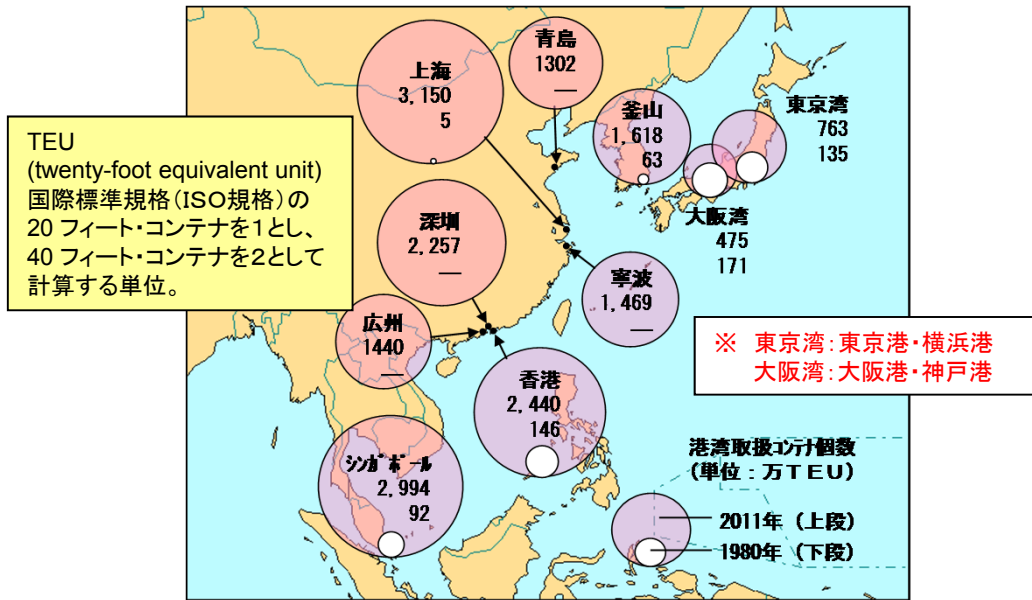 青島
1302
—
上海
3,150
5
釜山
1,618
63
東京湾
763
135
TEU
(twenty-foot equivalent unit)
国際標準規格(ISO規格)の
20 フィート・コンテナを1とし、
40 フィート・コンテナを2として
計算する単位。
深圳
2,257
—
大阪湾
475
171
寧波
1,469
—
広州
1440
—
※ 東京湾:東京港・横浜港
大阪湾:大阪港・神戸港
香港
2,440
146
シンガポール
2,994
92
港湾取扱コンテナ個数
(単位:万TEU)
2011年(上段)
1980年(下段)